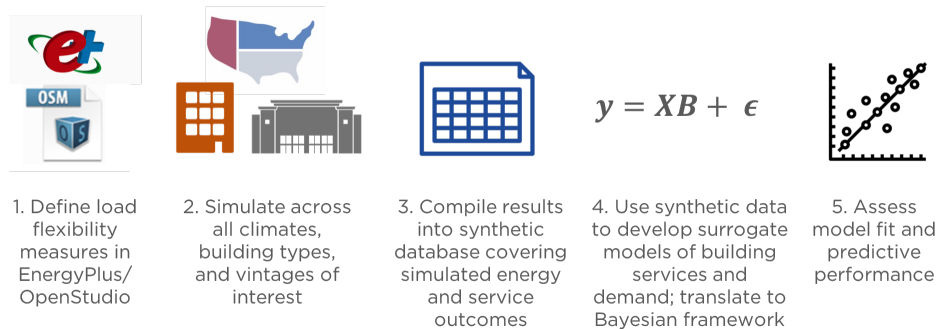 e+
OSM
OS
y = XB + ϵ
1. Define load
flexibility
measures in
EnergyPlus/
OpenStudio
2. Simulate across
all climates,
building types,
and vintages of
interest
3. Compile results
into synthetic
database covering
simulated energy
and service
outcomes
4. Use synthetic data
to develop surrogate
models of building
services and
demand; translate to
Bayesian framework
5. Assess
model fit and
predictive
performance